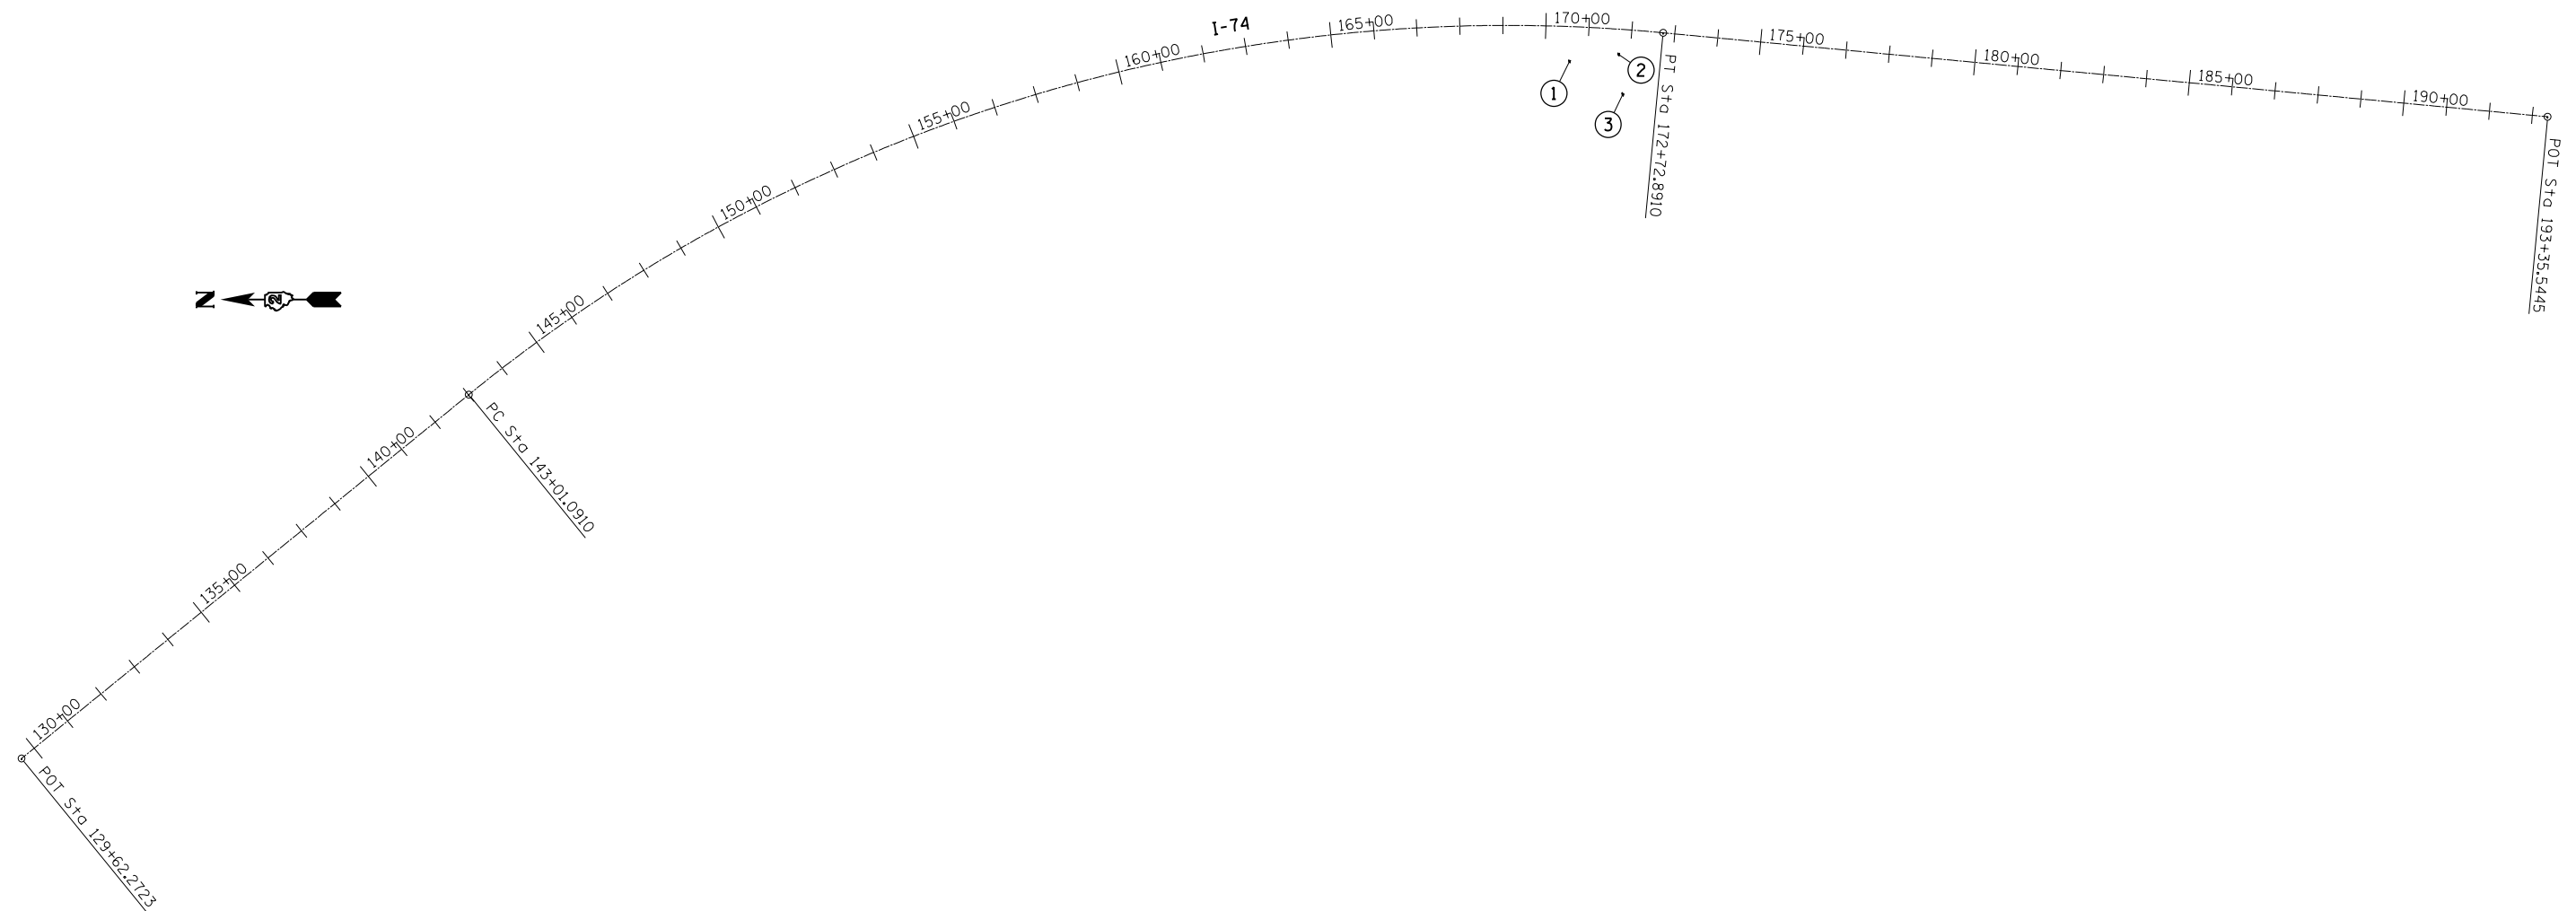 I-74
130+00
135+00
140+00
145+00
150+00
155+00
160+00
165+00
170+00
175+00
180+00
185+00
190+00
1
2
3
N
2
POT Sta 129+62.2723
PC Sta 143+01.0910
PT Sta 172+72.8910
POT Sta 193+35.5445